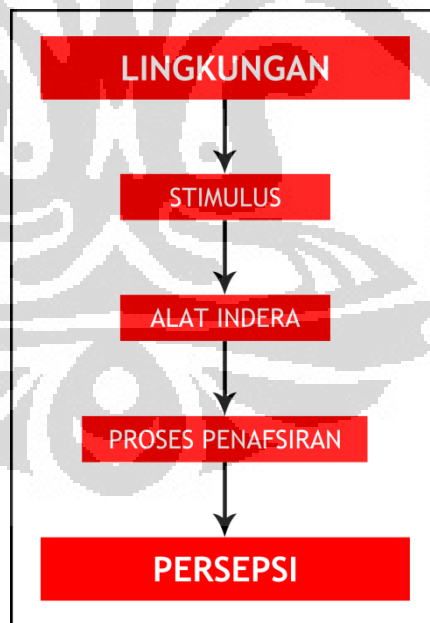 LINGKUNGAN
STIMULUS
ALAT INDERA
PROSES PENAFSIRAN
PERSEPSI